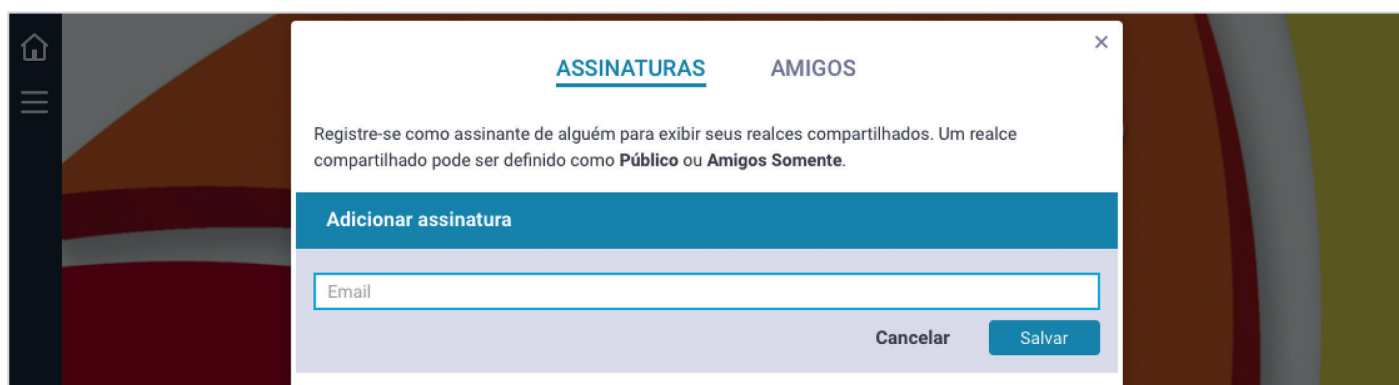 ×
ASSINATURAS AMIGOS
Registre-se como assinante de alguém para exibir seus realces compartilhados. Um realce
compartilhado pode ser definido como Público ou Amigos Somente.
Adicionar assinatura
Email
Cancelar Salvar